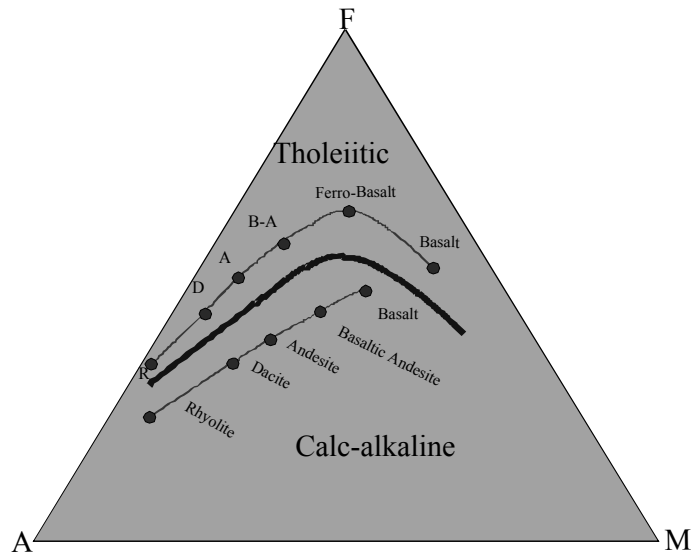 F
Tholeiitic
Ferro-Basalt
B-A
Basalt
A
D
Basalt
Basaltic Andesite
Andesite
R
Dacite
Rhyolite
Calc-alkaline
A
M